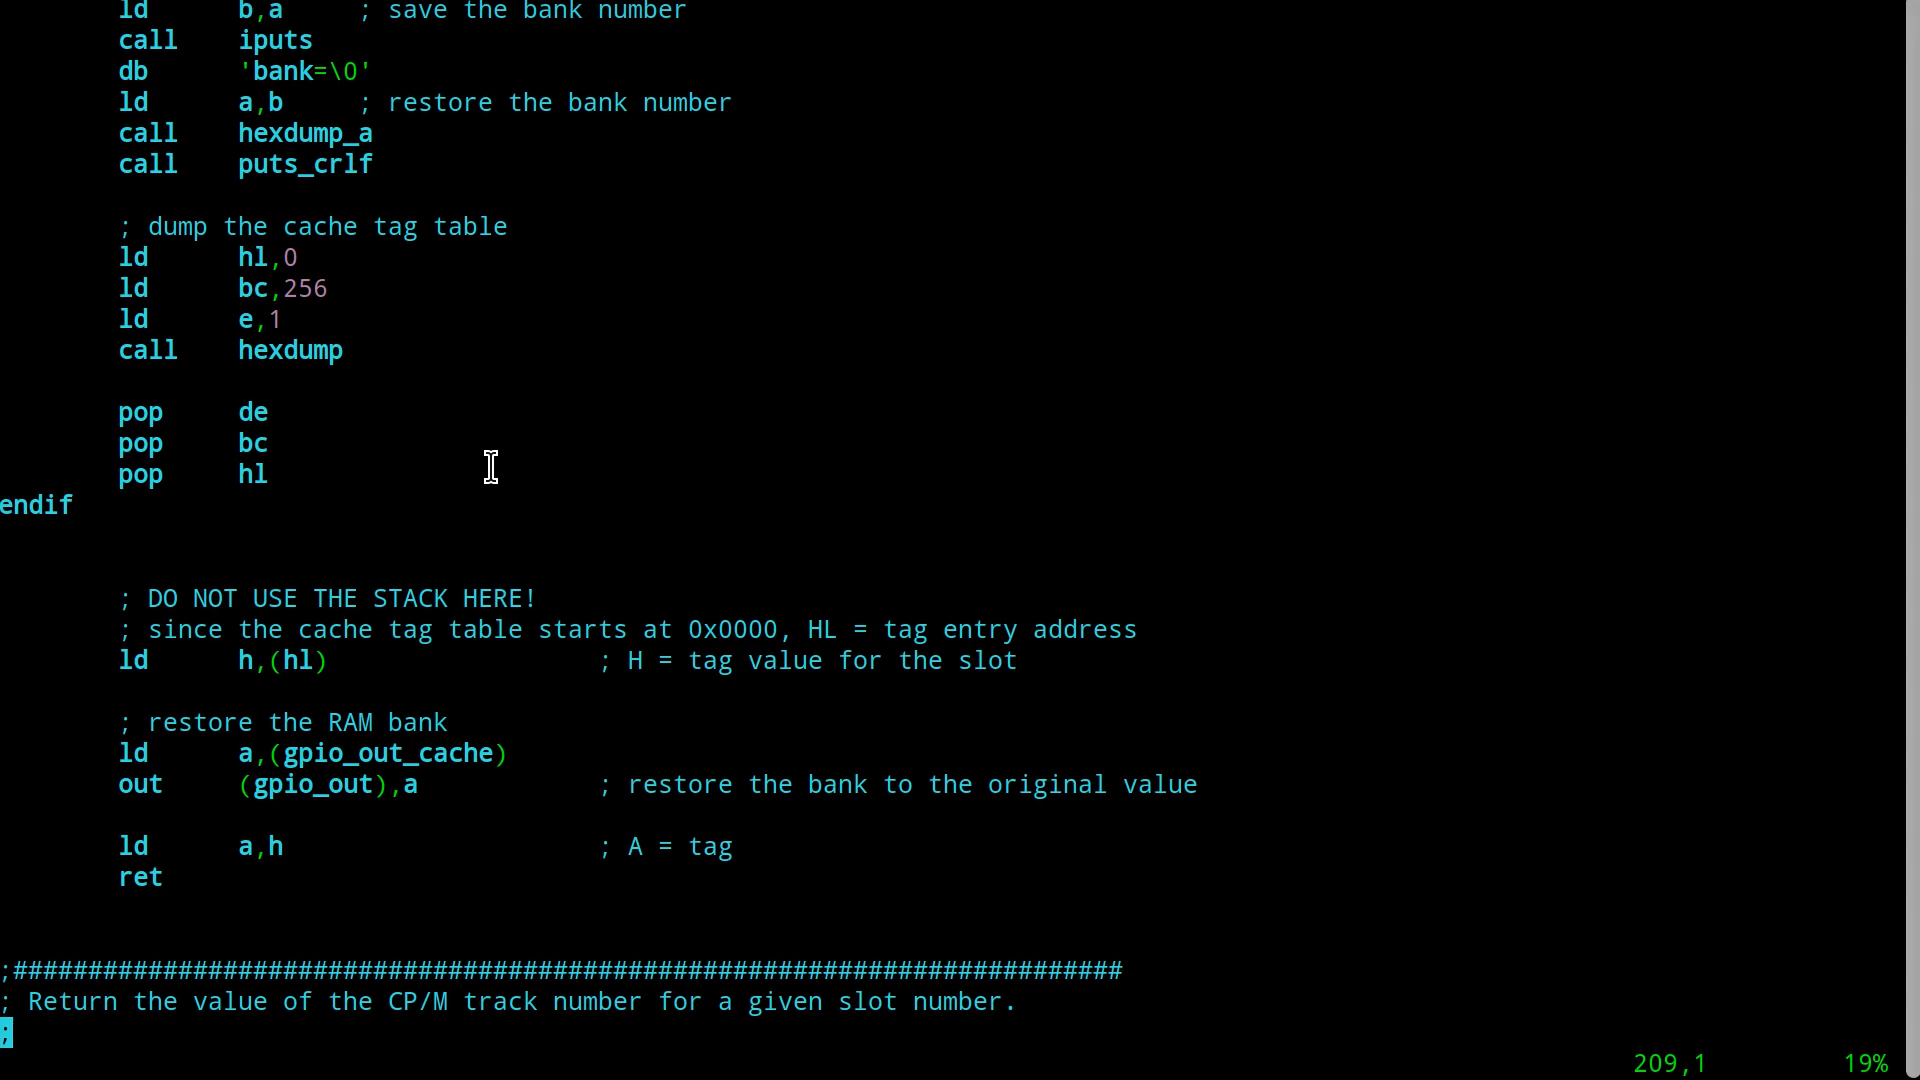 ld b,a ; save the bank number
call iputs
db 'bank=\0'
ld a,b ; restore the bank number
call hexdump_a
call puts_crlf
; dump the cache tag table
ld hl,0
ld bc,256
ld e,1
call hexdump
pop de
pop bc
pop hl
endif
; DO NOT USE THE STACK HERE!
; since the cache tag table starts at 0x0000, HL = tag entry address
ld h,(hl) ; H = tag value for the slot
; restore the RAM bank
ld a,(gpio_out_cache)
out (gpio_out),a ; restore the bank to the original value
ld a,h ; A = tag
ret
;##########################################################################
; Return the value of the CP/M track number for a given slot number.
;
209,1 19%